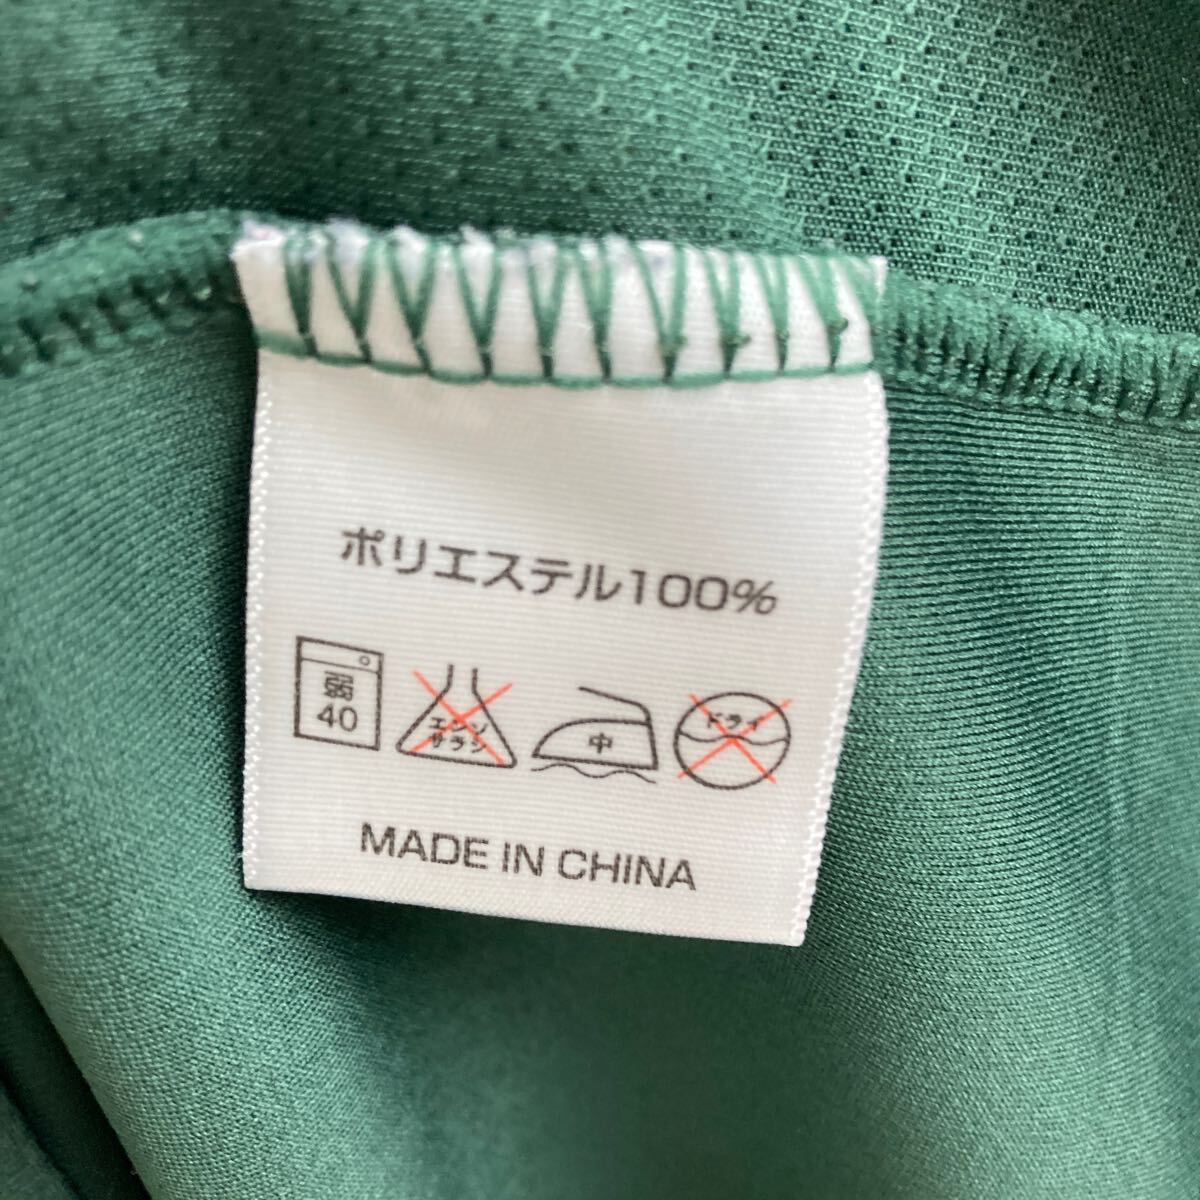 ポリエステル100%
弱
40
エンソ
サラシ
中
ドライ
MADE IN CHINA